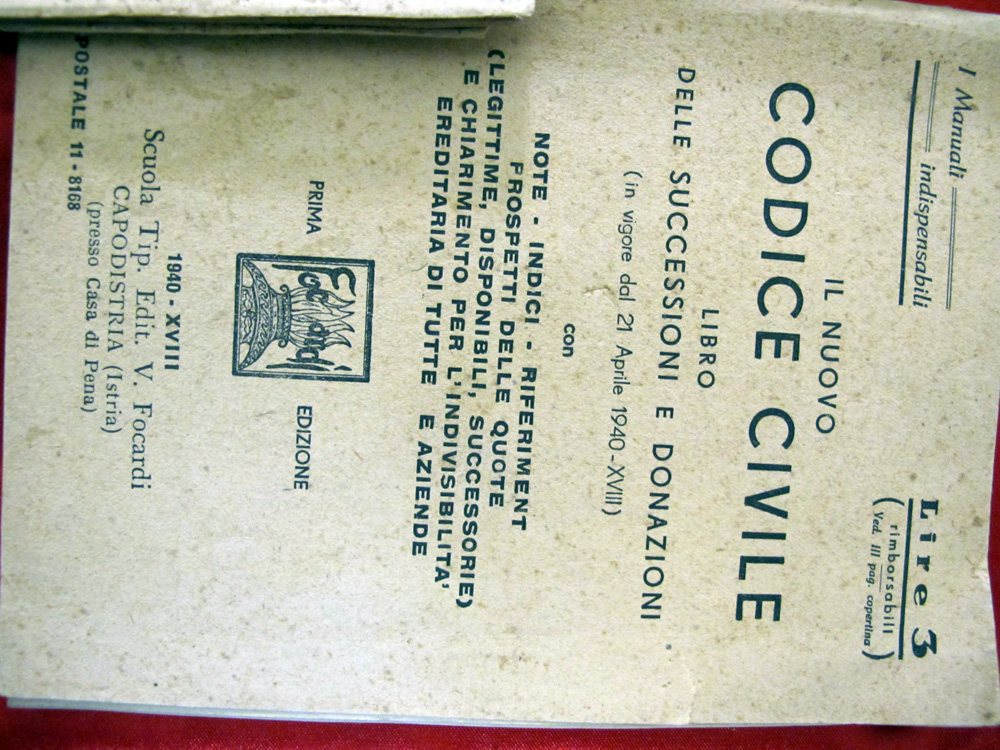 I Manuali
indispensabili
Lire 3
(rimborsabili
Ved. III pag. copertina)
IL NUOVO
CODICE CIVILE
LIBRO
DELLE SUCCESSIONI E DONAZIONI
(in vigore dal 21 Aprile 1940-XVIII)
con
NOTE - INDICI - RIFERIMENT
PROSPETTI DELLE QUOTE
(LEGITTIME, DISPONIBILI, SUCCESSORIE)
E CHIARIMENTO PER L'INDIVISIBILITA'
EREDITARIA DI TUTTE E AZIENDE
PRIMA EDIZIONE
1940 - XVIII
Scuola Tip. Edit. V. Focardi
CAPODISTRIA (Istria)
(presso Casa di Pena)
POSTALE 11 - 8168